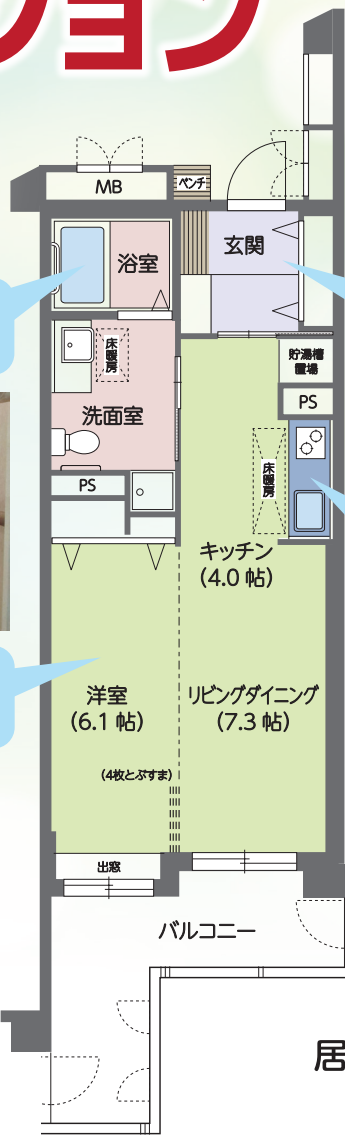 ション
MB
ベンチ
浴室
玄関
床暖房
貯湯槽
置場
洗面室
PS
PS
床暖房
キッチン
(4.0 帖)
洋室
(6.1 帖)
リビングダイニング
(7.3 帖)
(4枚とぶすま)
出窓
バルコニー
居